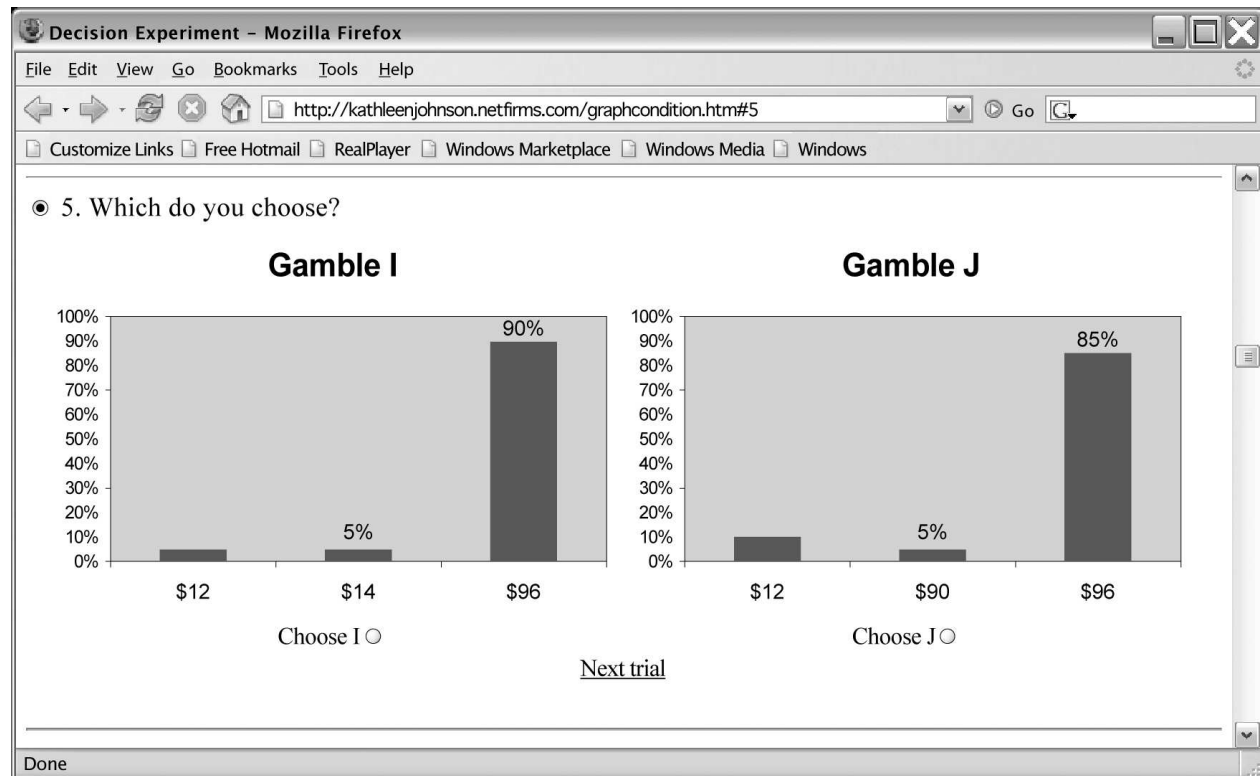 Decision Experiment – Mozilla Firefox
File Edit View Go Bookmarks Tools Help
http://kathleenjohnson.netfirms.com/graphcondition.htm#5 Go G
Customize Links Free Hotmail RealPlayer Windows Marketplace Windows Media Windows
5. Which do you choose?
Gamble I
100%
90%
80%
70%
60%
50%
40%
30%
20%
10%
0%
90%
5%
$12 $14 $96
Choose I
Gamble J
100%
90%
80%
70%
60%
50%
40%
30%
20%
10%
0%
85%
5%
$12 $90 $96
Choose J
Next trial
Done